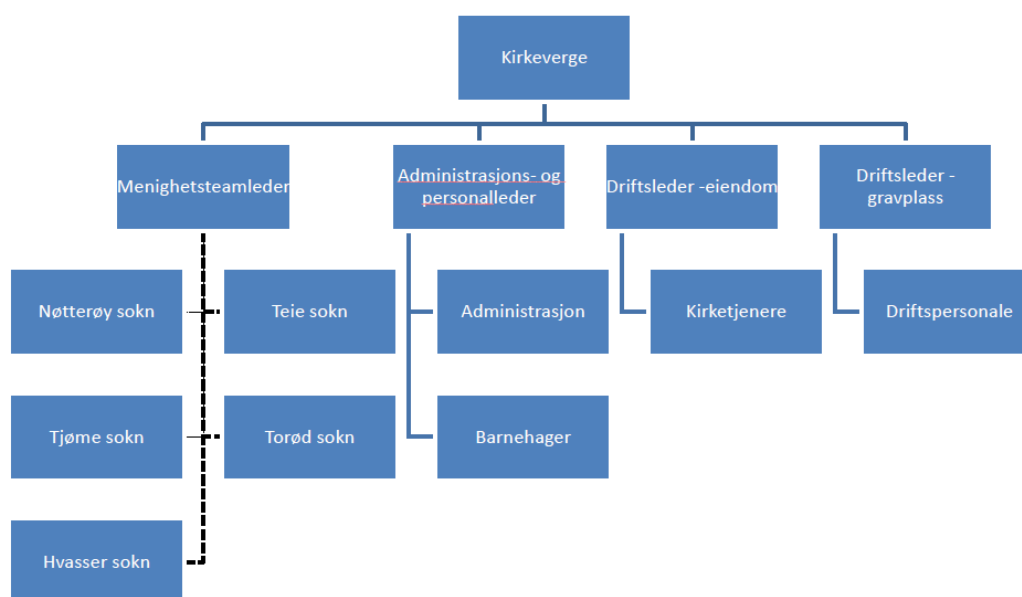 Kirkeverge
Menighetsteamleder
Administrasjons- og
personalleder
Driftsleder -eiendom
Driftsleder -
gravplass
Nøtterøy sokn
Teie sokn
Administrasjon
Kirketjenere
Driftspersonale
Tjøme sokn
Torød sokn
Barnehager
Hvasser sokn